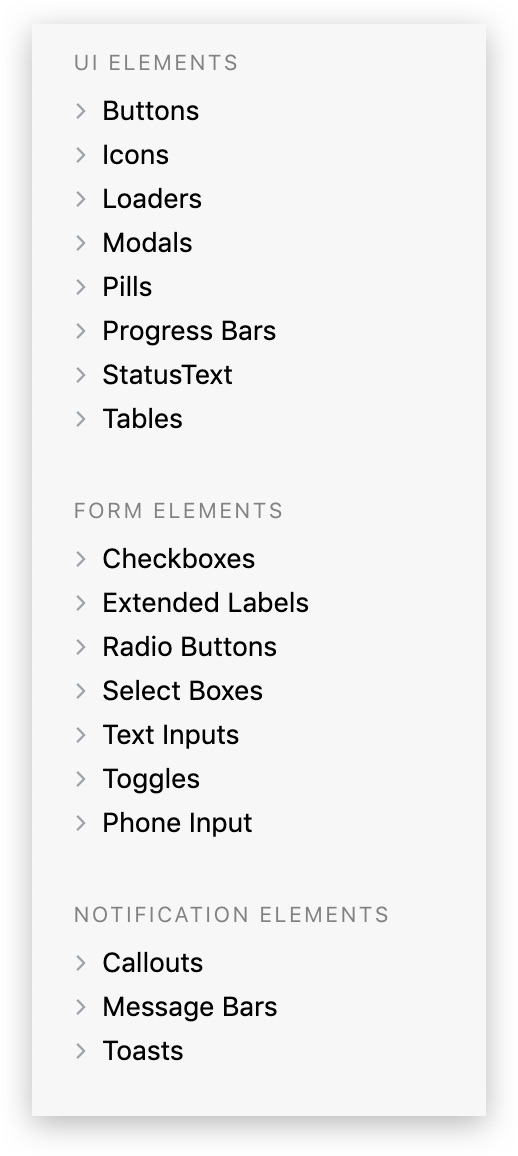 UI ELEMENTS
Buttons
Icons
Loaders
Modals
Pills
Progress Bars
StatusText
Tables
FORM ELEMENTS
Checkboxes
Extended Labels
Radio Buttons
Select Boxes
Text Inputs
Toggles
Phone Input
NOTIFICATION ELEMENTS
Callouts
Message Bars
Toasts